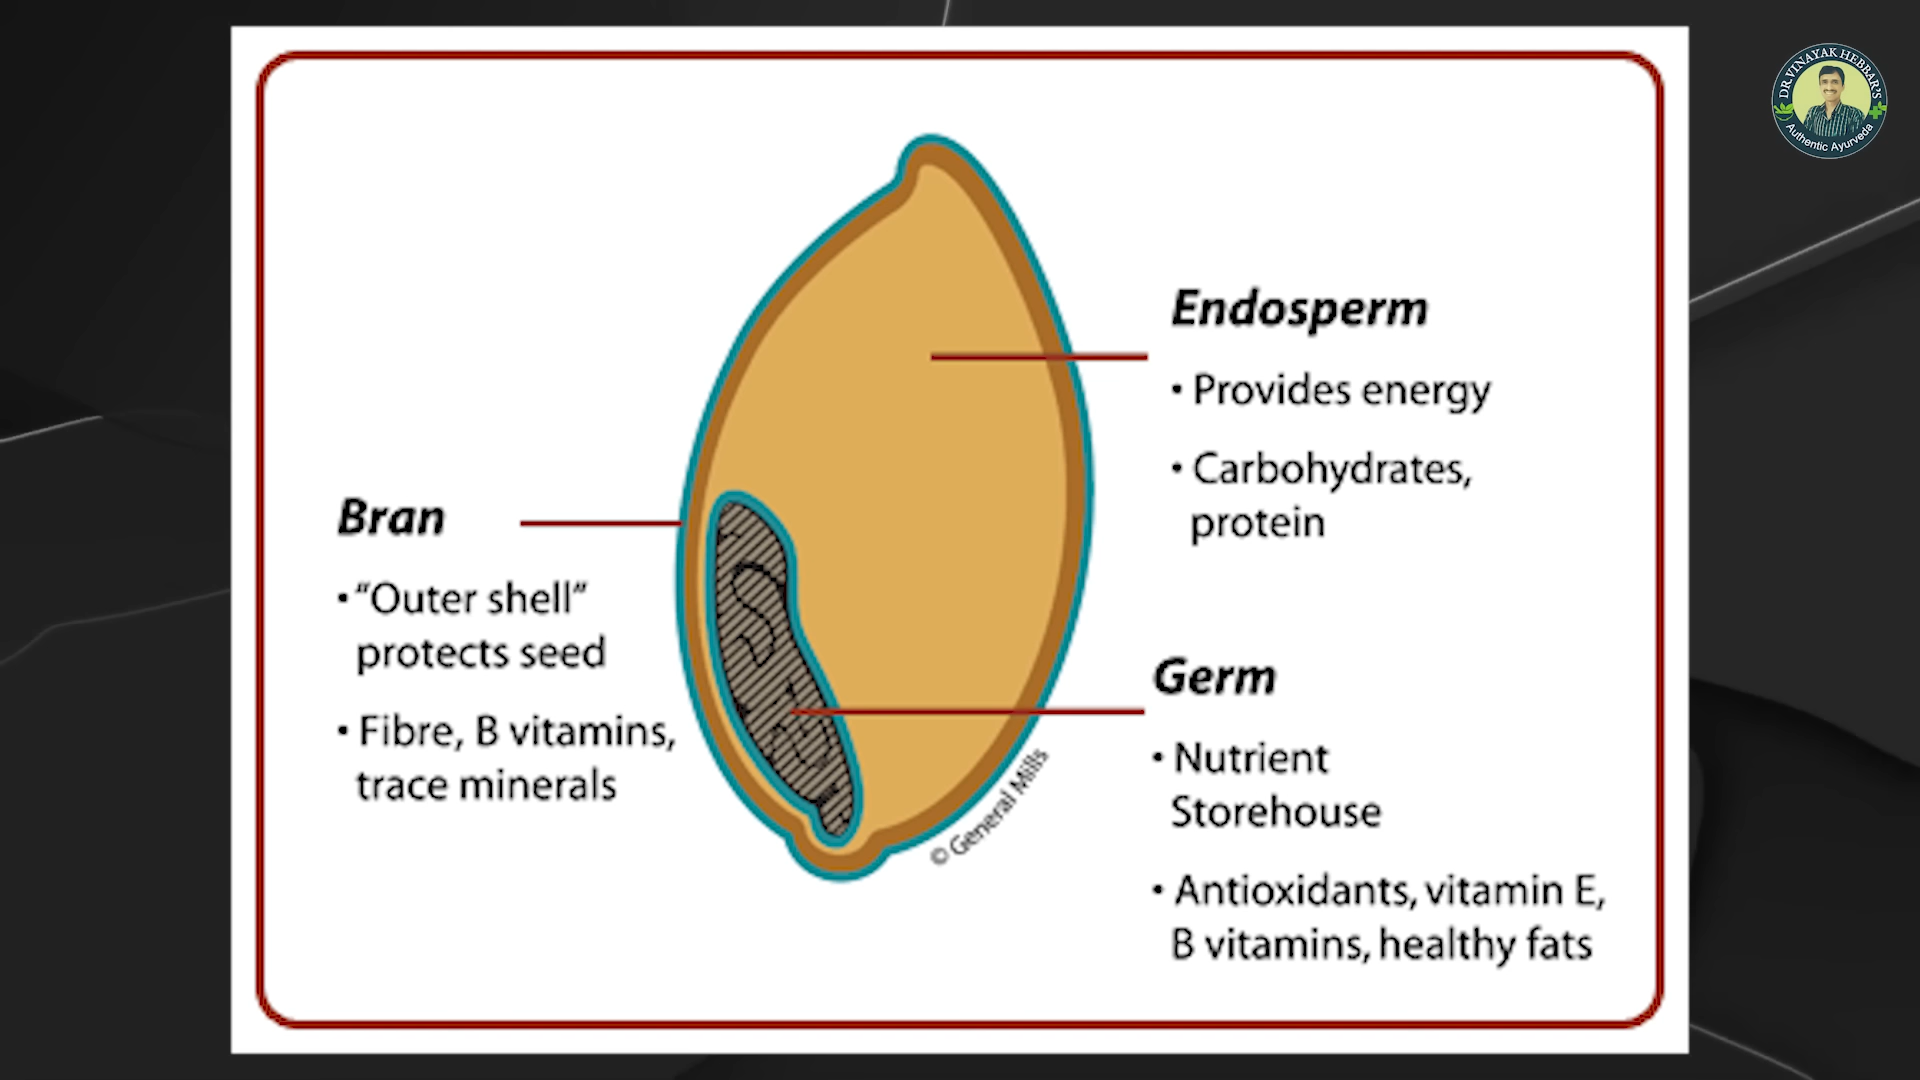 DR.VINAYAK HEBBAR'S
Authentic Ayurveda
Endosperm
• Provides energy
• Carbohydrates,
protein
Bran
• “Outer shell”
protects seed
• Fibre, B vitamins,
trace minerals
Germ
• Nutrient
Storehouse
• Antioxidants, vitamin E,
B vitamins, healthy fats
© General Mills